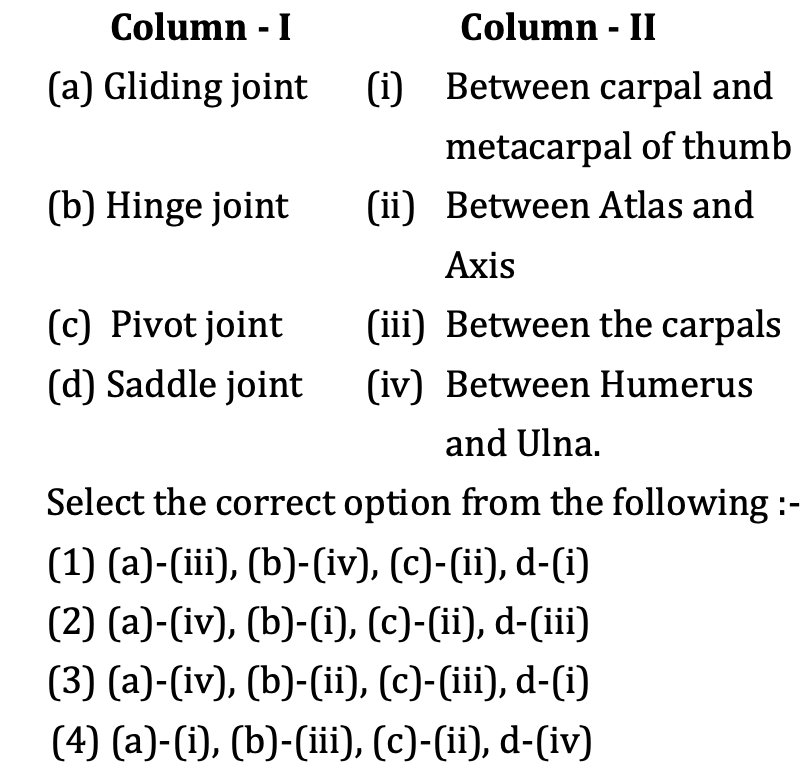 Column - I Column - II
(a) Gliding joint (i) Between carpal and
metacarpal of thumb
(b) Hinge joint (ii) Between Atlas and
Axis
(c) Pivot joint (iii) Between the carpals
(d) Saddle joint (iv) Between Humerus
and Ulna.
Select the correct option from the following :-
(1) (a)-(iii), (b)-(iv), (c)-(ii), d-(i)
(2) (a)-(iv), (b)-(i), (c)-(ii), d-(iii)
(3) (a)-(iv), (b)-(ii), (c)-(iii), d-(i)
(4) (a)-(i), (b)-(iii), (c)-(ii), d-(iv)